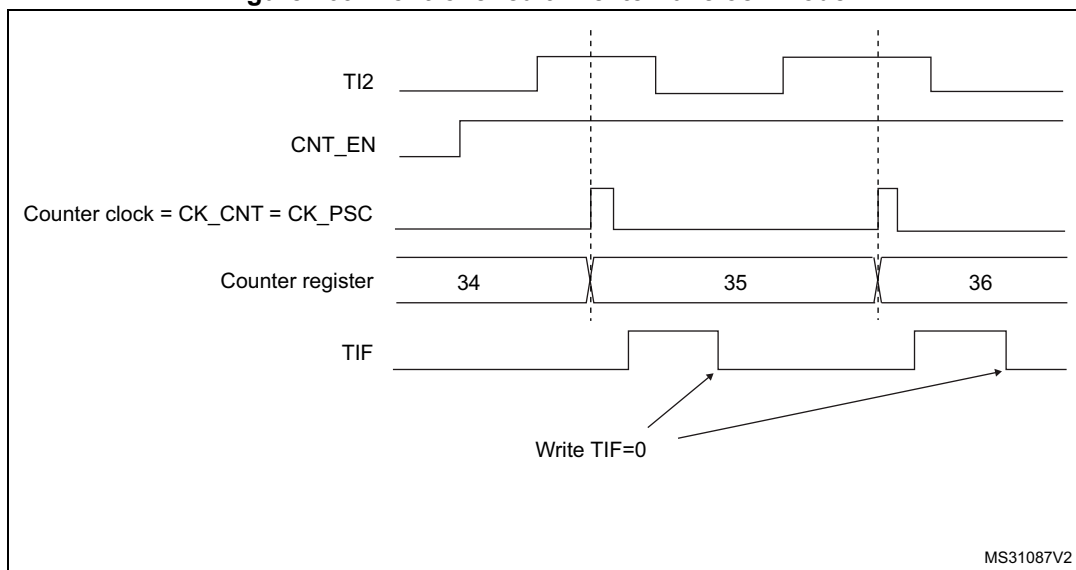 TI2
CNT_EN
Counter clock = CK_CNT = CK_PSC
Counter register 34 35 36
TIF
Write TIF=0
MS31087V2